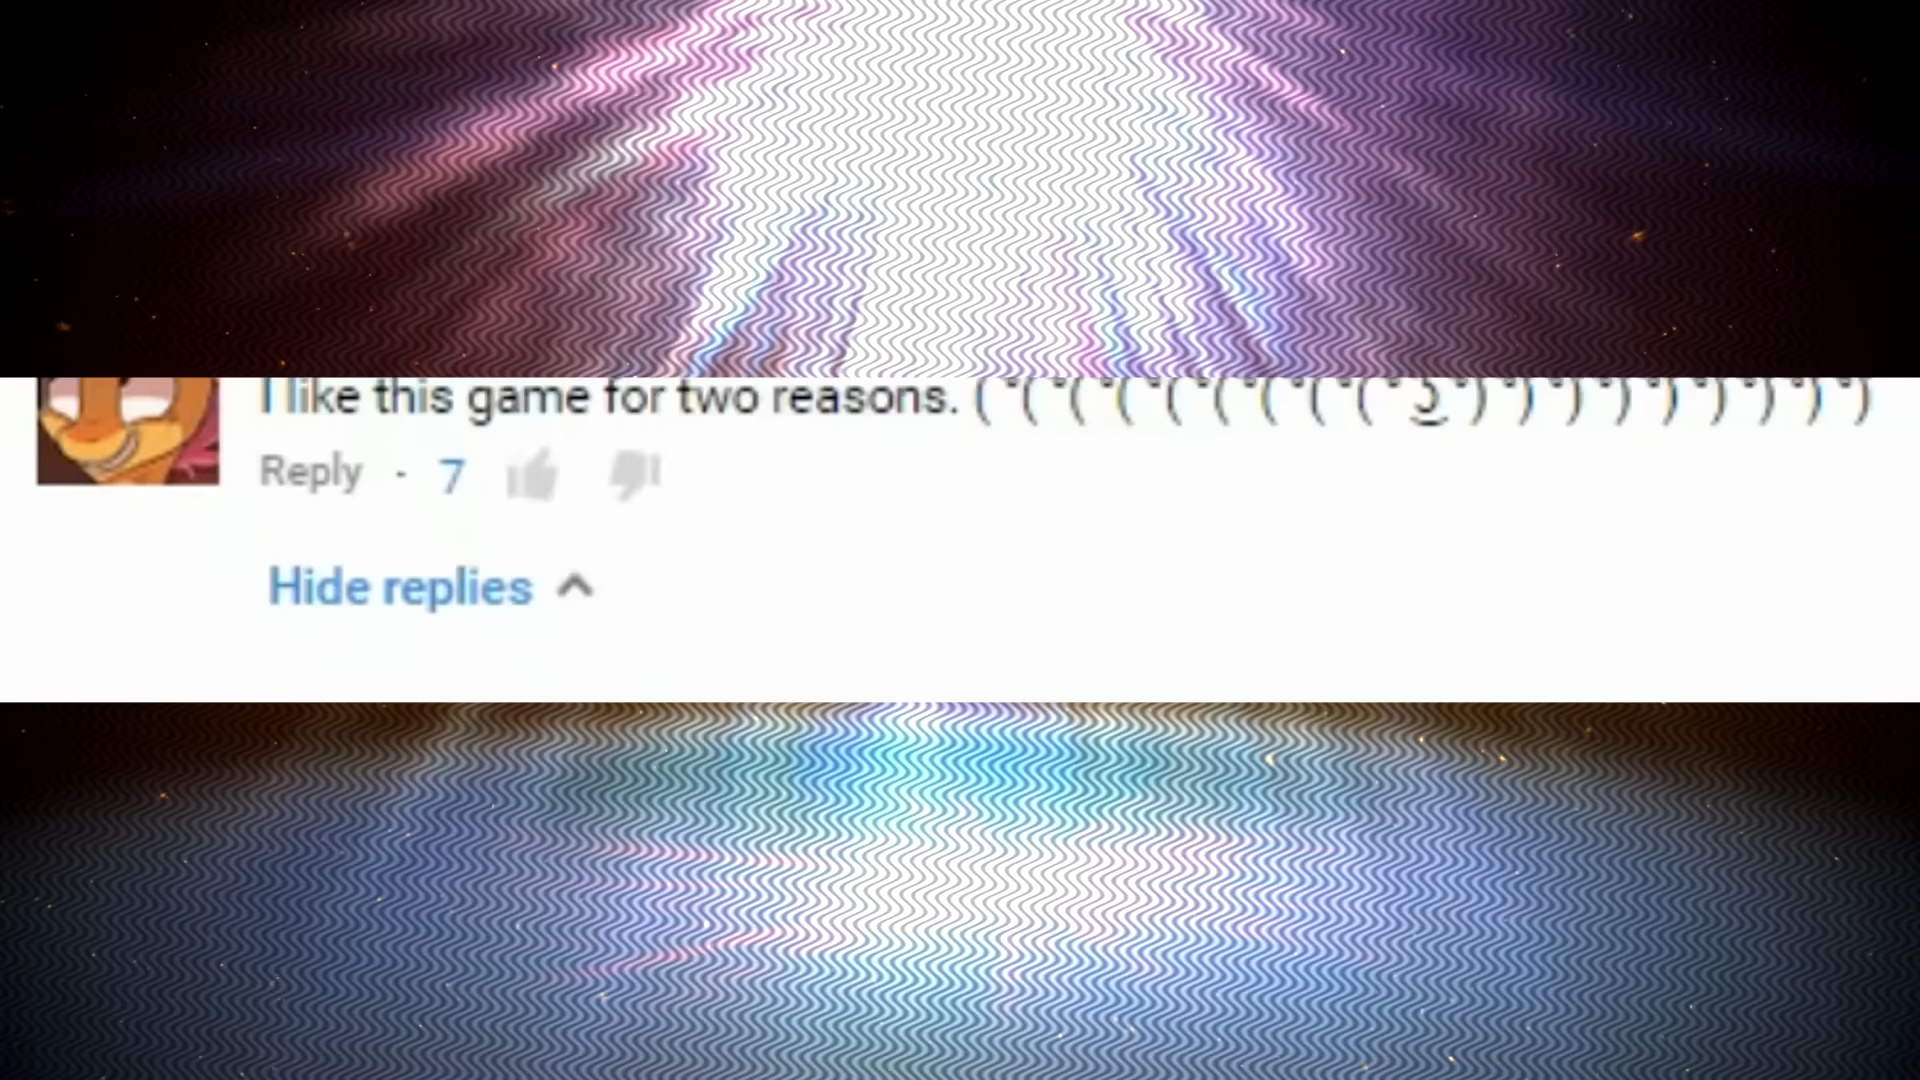 I like this game for two reasons. ( ͡°( ͡°( ͡°( ͡°( ͡°( ͡°( ͡°( ͡°( ͡° ͜ʖ ͡°) ͡°) ͡°) ͡°) ͡°) ͡°) ͡°) ͡°) ͡°)
Reply · 7
Hide replies